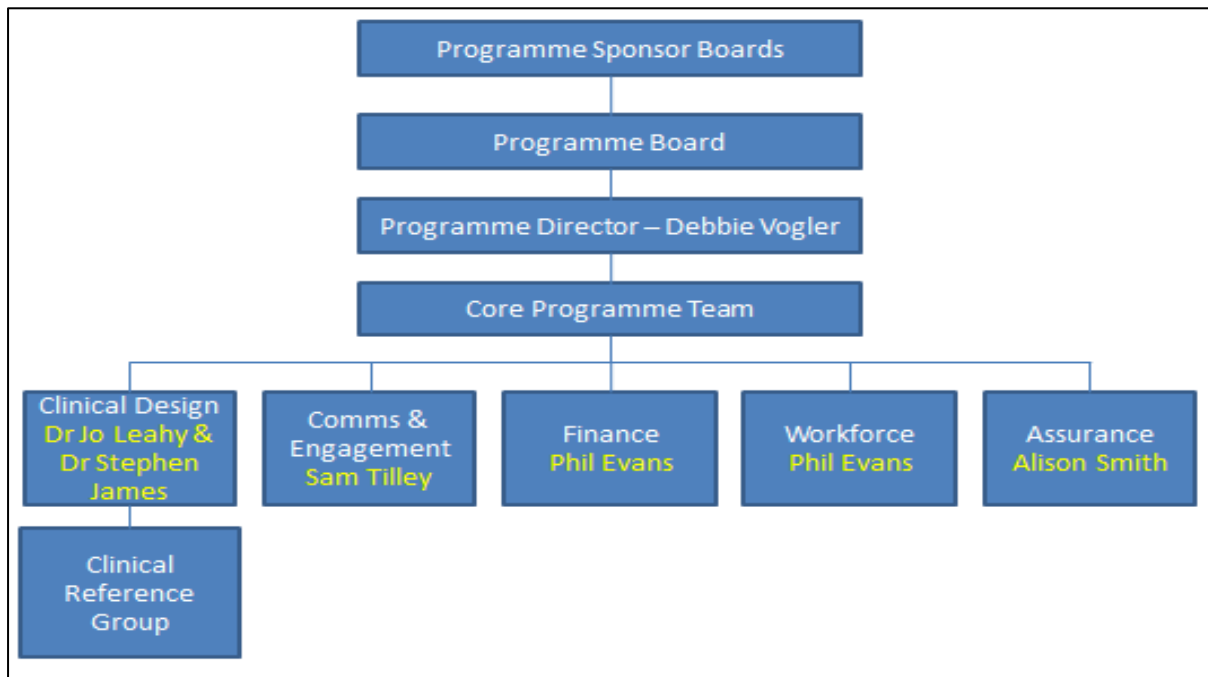 Programme Sponsor Boards
Programme Board
Programme Director – Debbie Vogler
Core Programme Team
Clinical Design
Dr Jo Leahy &
Dr Stephen
James
Comms &
Engagement
Sam Tilley
Finance
Phil Evans
Workforce
Phil Evans
Assurance
Alison Smith
Clinical
Reference
Group